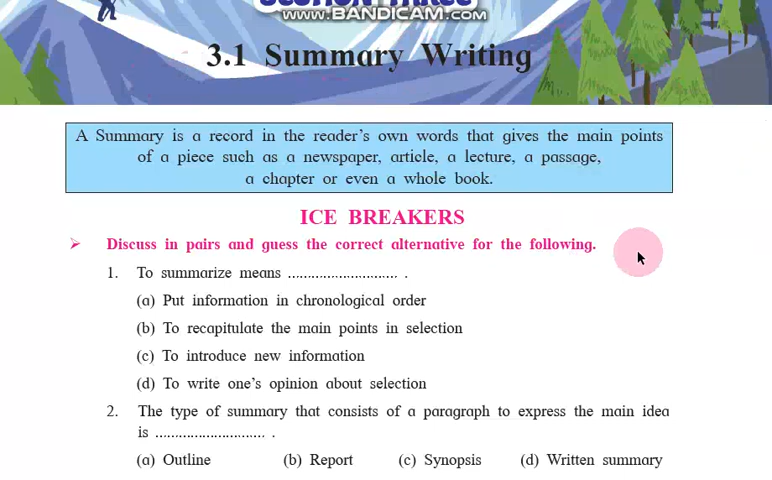 SECTION THREE
www.BANDICAM.com
3.1 Summary Writing
A Summary is a record in the reader's own words that gives the main points
of a piece such as a newspaper, article, a lecture, a passage,
a chapter or even a whole book.
ICE BREAKERS
➤ Discuss in pairs and guess the correct alternative for the following.
1. To summarize means ............................ .
(a) Put information in chronological order
(b) To recapitulate the main points in selection
(c) To introduce new information
(d) To write one's opinion about selection
2. The type of summary that consists of a paragraph to express the main idea
is ............................ .
(a) Outline (b) Report (c) Synopsis (d) Written summary